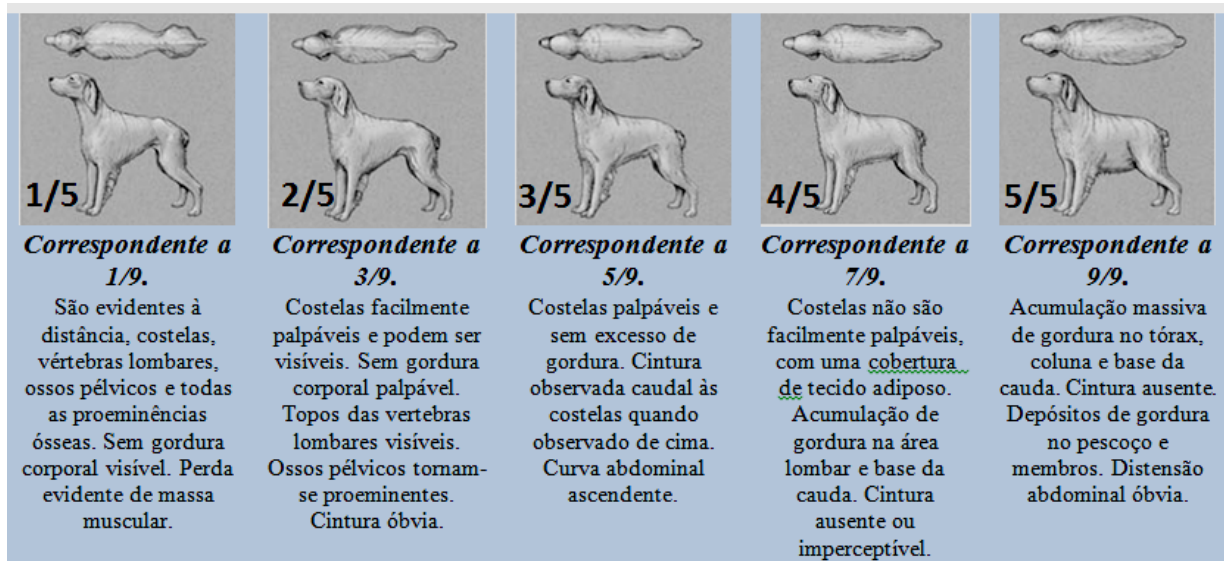 1/5
Correspondente a
1/9.
São evidentes à
distância, costelas,
vértebras lombares,
ossos pélvicos e todas
as proeminências
ósseas. Sem gordura
corporal visível. Perda
evidente de massa
muscular.
2/5
Correspondente a
3/9.
Costelas facilmente
palpáveis e podem ser
visíveis. Sem gordura
corporal palpável.
Topos das vertebras
lombares visíveis.
Ossos pélvicos tornam-
se proeminentes.
Cintura óbvia.
3/5
Correspondente a
5/9.
Costelas palpáveis e
sem excesso de
gordura. Cintura
observada caudal às
costelas quando
observado de cima.
Curva abdominal
ascendente.
4/5
Correspondente a
7/9.
Costelas não são
facilmente palpáveis,
com uma cobertura
de tecido adiposo.
Acumulação de
gordura na área
lombar e base da
cauda. Cintura
ausente ou
imperceptível.
5/5
Correspondente a
9/9.
Acumulação massiva
de gordura no tórax,
coluna e base da
cauda. Cintura ausente.
Depósitos de gordura
no pescoço e
membros. Distensão
abdominal óbvia.